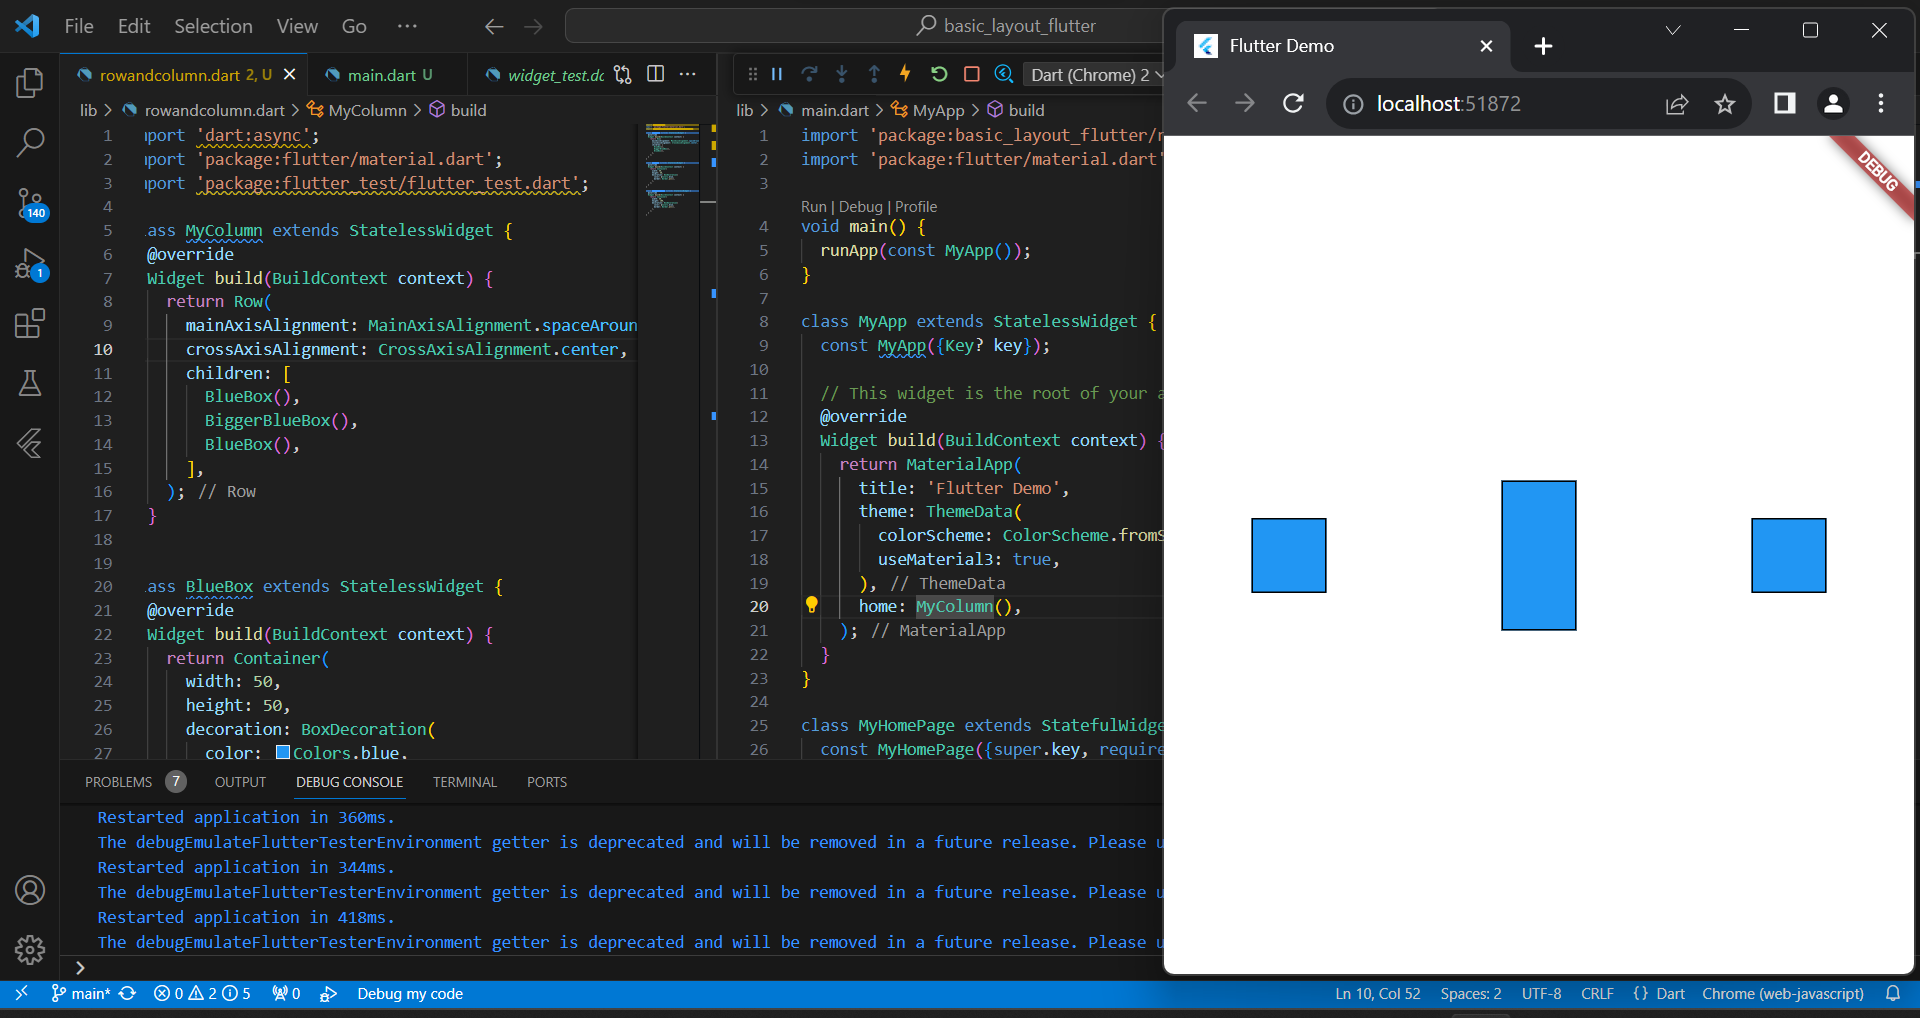 File Edit Selection View Go ··· basic_layout_flutter
rowandcolumn.dart 2, U main.dart U widget_test.dc Dart (Chrome) 2
lib > rowandcolumn.dart > MyColumn > build
1 port 'dart:async';
2 port 'package:flutter/material.dart';
3 port 'package:flutter_test/flutter_test.dart';
4
5 ass MyColumn extends StatelessWidget {
6 @override
7 Widget build(BuildContext context) {
8 return Row(
9 mainAxisAlignment: MainAxisAlignment.spaceAroun
10 crossAxisAlignment: CrossAxisAlignment.center,
11 children: [
12 BlueBox(),
13 BiggerBlueBox(),
14 BlueBox(),
15 ],
16 ); // Row
17 }
18
19
20 ass BlueBox extends StatelessWidget {
21 @override
22 Widget build(BuildContext context) {
23 return Container(
24 width: 50,
25 height: 50,
26 decoration: BoxDecoration(
27 color: Colors.blue,
lib > main.dart > MyApp > build
1 import 'package:basic_layout_flutter/r
2 import 'package:flutter/material.dart'
3
Run | Debug | Profile
4 void main() {
5 runApp(const MyApp());
6 }
7
8 class MyApp extends StatelessWidget {
9 const MyApp({Key? key});
10
11 // This widget is the root of your a
12 @override
13 Widget build(BuildContext context) {
14 return MaterialApp(
15 title: 'Flutter Demo',
16 theme: ThemeData(
17 colorScheme: ColorScheme.fromS
18 useMaterial3: true,
19 ), // ThemeData
20 home: MyColumn(),
21 ); // MaterialApp
22 }
23 }
24
25 class MyHomePage extends StatefulWidge
26 const MyHomePage({super.key, require
140
1
PROBLEMS 7 OUTPUT DEBUG CONSOLE TERMINAL PORTS
Restarted application in 360ms.
The debugEmulateFlutterTesterEnvironment getter is deprecated and will be removed in a future release. Please u
Restarted application in 344ms.
The debugEmulateFlutterTesterEnvironment getter is deprecated and will be removed in a future release. Please u
Restarted application in 418ms.
The debugEmulateFlutterTesterEnvironment getter is deprecated and will be removed in a future release. Please u
>
main* 0 2 5 0 Debug my code Ln 10, Col 52 Spaces: 2 UTF-8 CRLF {} Dart Chrome (web-javascript)
Flutter Demo
localhost:51872
DEBUG